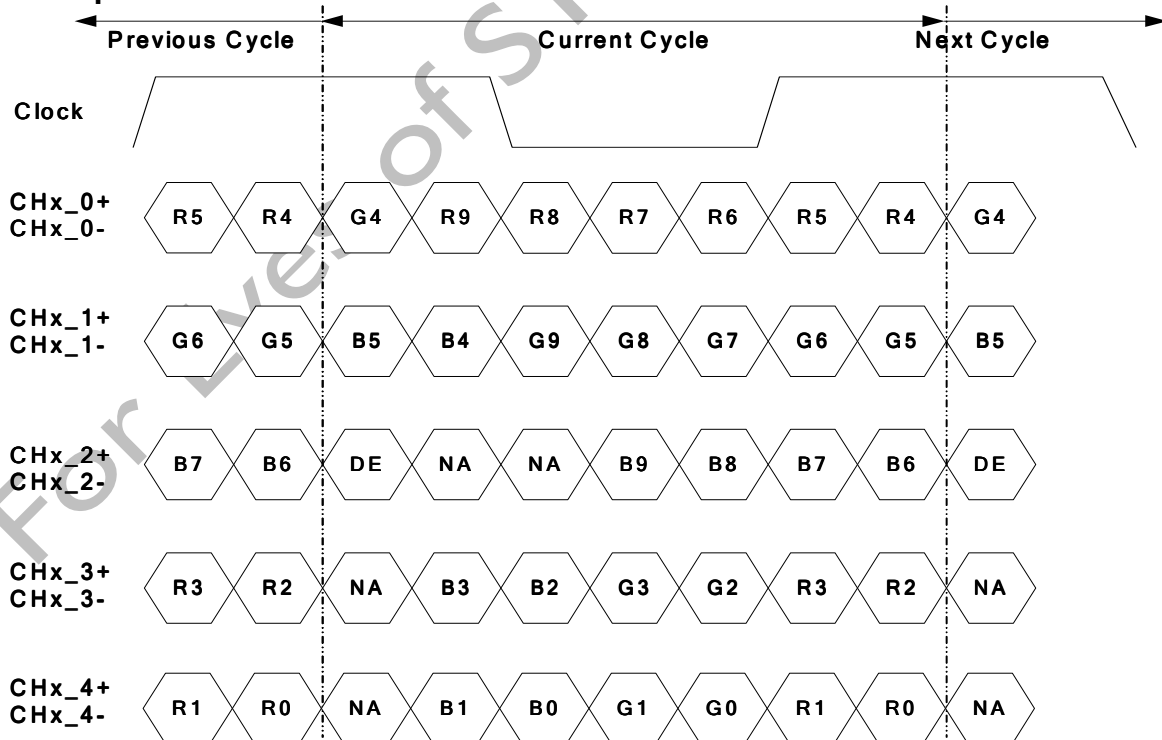 Previous Cycle Current Cycle Next Cycle
Clock
CHx_0+
CHx_0-
R5 R4 G4 R9 R8 R7 R6 R5 R4 G4
CHx_1+
CHx_1-
G6 G5 B5 B4 G9 G8 G7 G6 G5 B5
CHx_2+
CHx_2-
B7 B6 DE NA NA B9 B8 B7 B6 DE
CHx_3+
CHx_3-
R3 R2 NA B3 B2 G3 G2 R3 R2 NA
CHx_4+
CHx_4-
R1 R0 NA B1 B0 G1 G0 R1 R0 NA
For of S